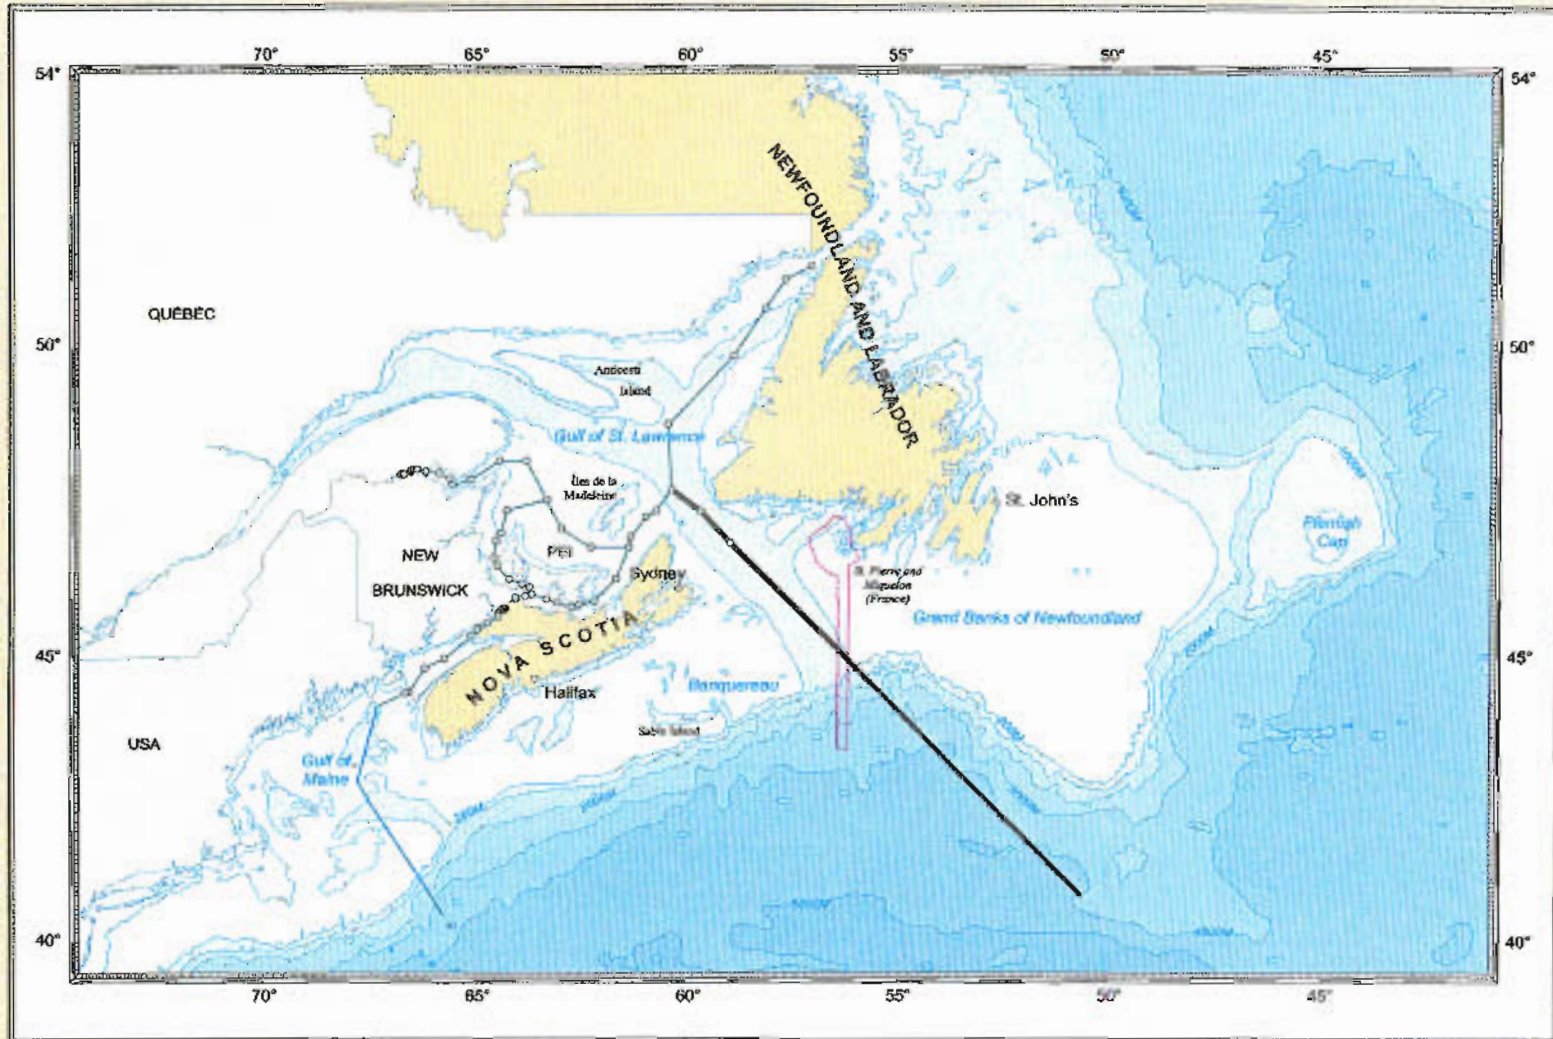 70° 65° 60° 55° 50° 45°
54° 54°
NEWFOUNDLAND AND LABRADOR
QUÉBEC
50° 50°
Anticosti
Island
Gulf of St. Lawrence
Îles de la
Madeleine
St. John's
Flemish
Cap
NEW
BRUNSWICK
PEI
Sydney
St. Pierre and
Miquelon
(France)
Grand Banks of Newfoundland
45° 45°
NOVA SCOTIA
Halifax
Banquereau
Sable Island
USA
Gulf of
Maine
40° 40°
70° 65° 60° 55° 50° 45°